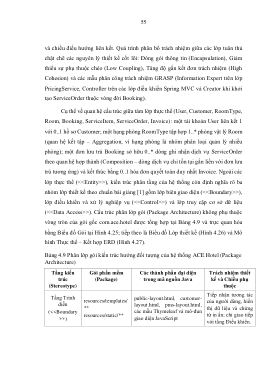 55
và chiều điều hướng liên kết. Quá trình phân bổ trách nhiệm giữa các lớp tuân thủ
chặt chẽ các nguyên lý thiết kế cốt lõi: Đóng gói thông tin (Encapsulation), Giảm
thiểu sự phụ thuộc chéo (Low Coupling), Tăng độ gắn kết đơn trách nhiệm (High
Cohesion) và các mẫu phân công trách nhiệm GRASP (Information Expert trên lớp
PricingService, Controller trên các lớp điều khiển Spring MVC và Creator khi khởi
tạo ServiceOrder thuộc vòng đời Booking).
Cụ thể về quan hệ cấu trúc giữa tám lớp thực thể (User, Customer, RoomType,
Room, Booking, ServiceItem, ServiceOrder, Invoice): một tài khoản User liên kết 1
với 0..1 hồ sơ Customer; một hạng phòng RoomType tập hợp 1..* phòng vật lý Room
(quan hệ kết tập – Aggregation, vì hạng phòng là nhóm phân loại quản lý nhiều
phòng); một đơn lưu trú Booking sở hữu 0..* dòng ghi nhận dịch vụ ServiceOrder
theo quan hệ hợp thành (Composition – dòng dịch vụ chỉ tồn tại gắn liền với đơn lưu
trú tương ứng) và kết thúc bằng 0..1 hóa đơn quyết toán duy nhất Invoice. Ngoài các
lớp thực thể (<<Entity>>), kiến trúc phân tầng của hệ thống còn định nghĩa rõ ba
nhóm lớp thiết kế theo chuẩn bài giảng [1] gồm lớp biên giao diện (<<Boundary>>),
lớp điều khiển và xử lý nghiệp vụ (<<Control>>) và lớp truy cập cơ sở dữ liệu
(<<Data Access>>). Cấu trúc phân lớp gói (Package Architecture) không phụ thuộc
vòng tròn của gói gốc com.acehotel được tổng hợp tại Bảng 4.9 và trực quan hóa
bằng Biểu đồ Gói tại Hình 4.25; tiếp theo là Biểu đồ Lớp thiết kế (Hình 4.26) và Mô
hình Thực thể – Kết hợp ERD (Hình 4.27).
Bảng 4.9 Phân lớp gói kiến trúc hướng đối tượng của hệ thống ACE Hotel (Package
Architecture)
Tầng kiến trúc (Stereotype)
Gói phần mềm (Package)
Các thành phần đại diện trong mã nguồn Java
Trách nhiệm thiết kế và Chiều phụ thuộc
Tầng Trình diễn (<<Boundary>>)
resources/templates/**
resources/static/**
public-layout.html, customer-layout.html, pms-layout.html, các mẫu Thymeleaf và mô-đun giao diện JavaScript
Tiếp nhận tương tác của người dùng, hiển thị dữ liệu và chứng từ in ấn; chỉ giao tiếp với tầng Điều khiển.